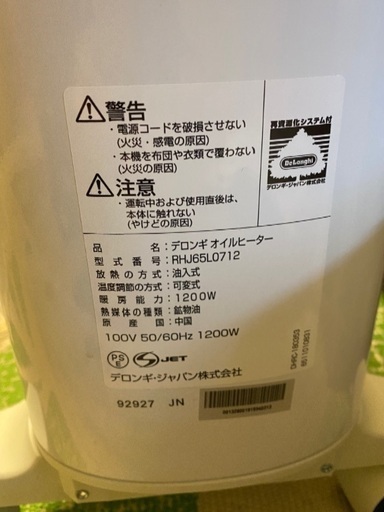 警告
・電源コードを破損させない
(火災・感電の原因)
・本機を布団や衣類で覆わない
(火災の原因)
注意
・運転中および使用直後は、
本体に触れない
(やけどの原因)
再資源化システム付
DeLonghi
デロンギ・ジャパン株式会社
品名：デロンギ オイルヒーター
型式番号：RHJ65L0712
放熱の方式：油入式
温度調節の方式：可変式
暖房能力：1200W
熱媒体の種類：鉱物油
原産国：中国
100V 50/60Hz 1200W
PS
E
S JET
デロンギ・ジャパン株式会社
92927 JN